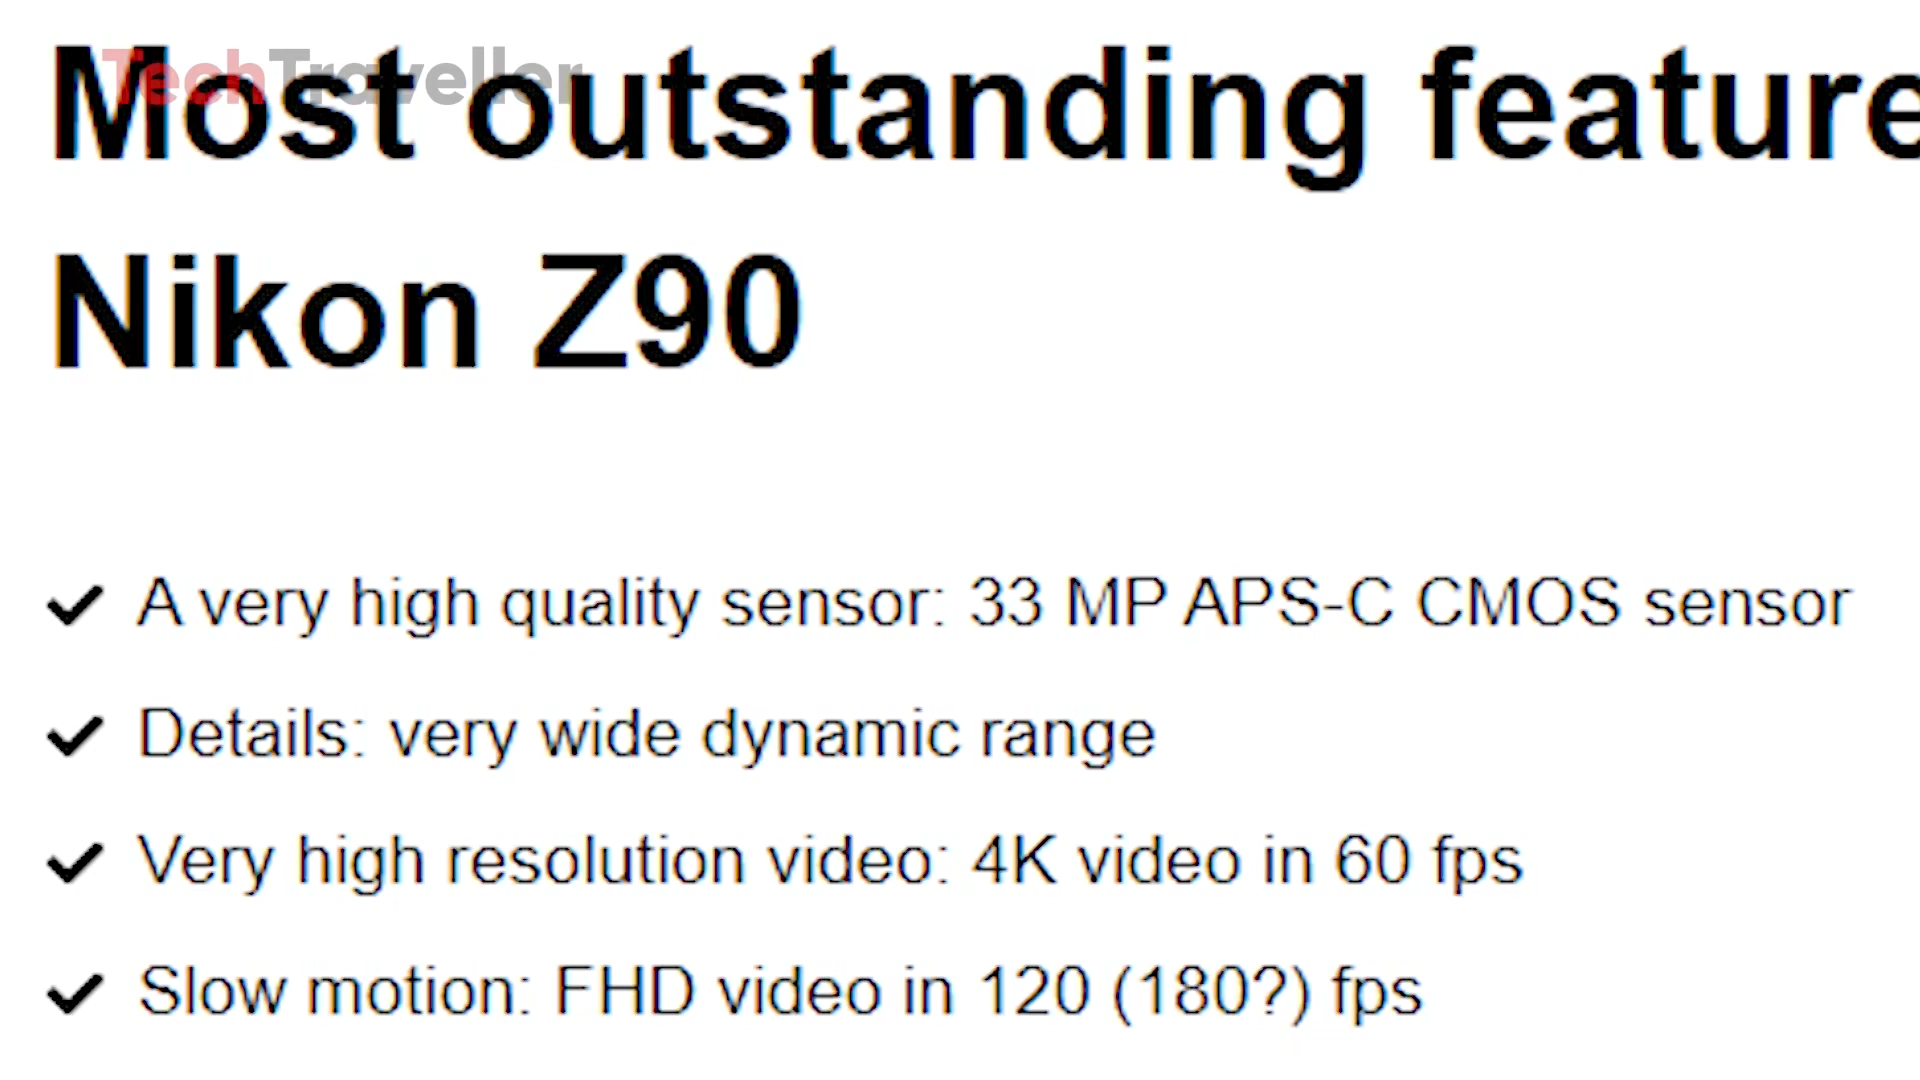 TechTraveller
Most outstanding feature
Nikon Z90
A very high quality sensor: 33 MP APS-C CMOS sensor
Details: very wide dynamic range
Very high resolution video: 4K video in 60 fps
Slow motion: FHD video in 120 (180?) fps